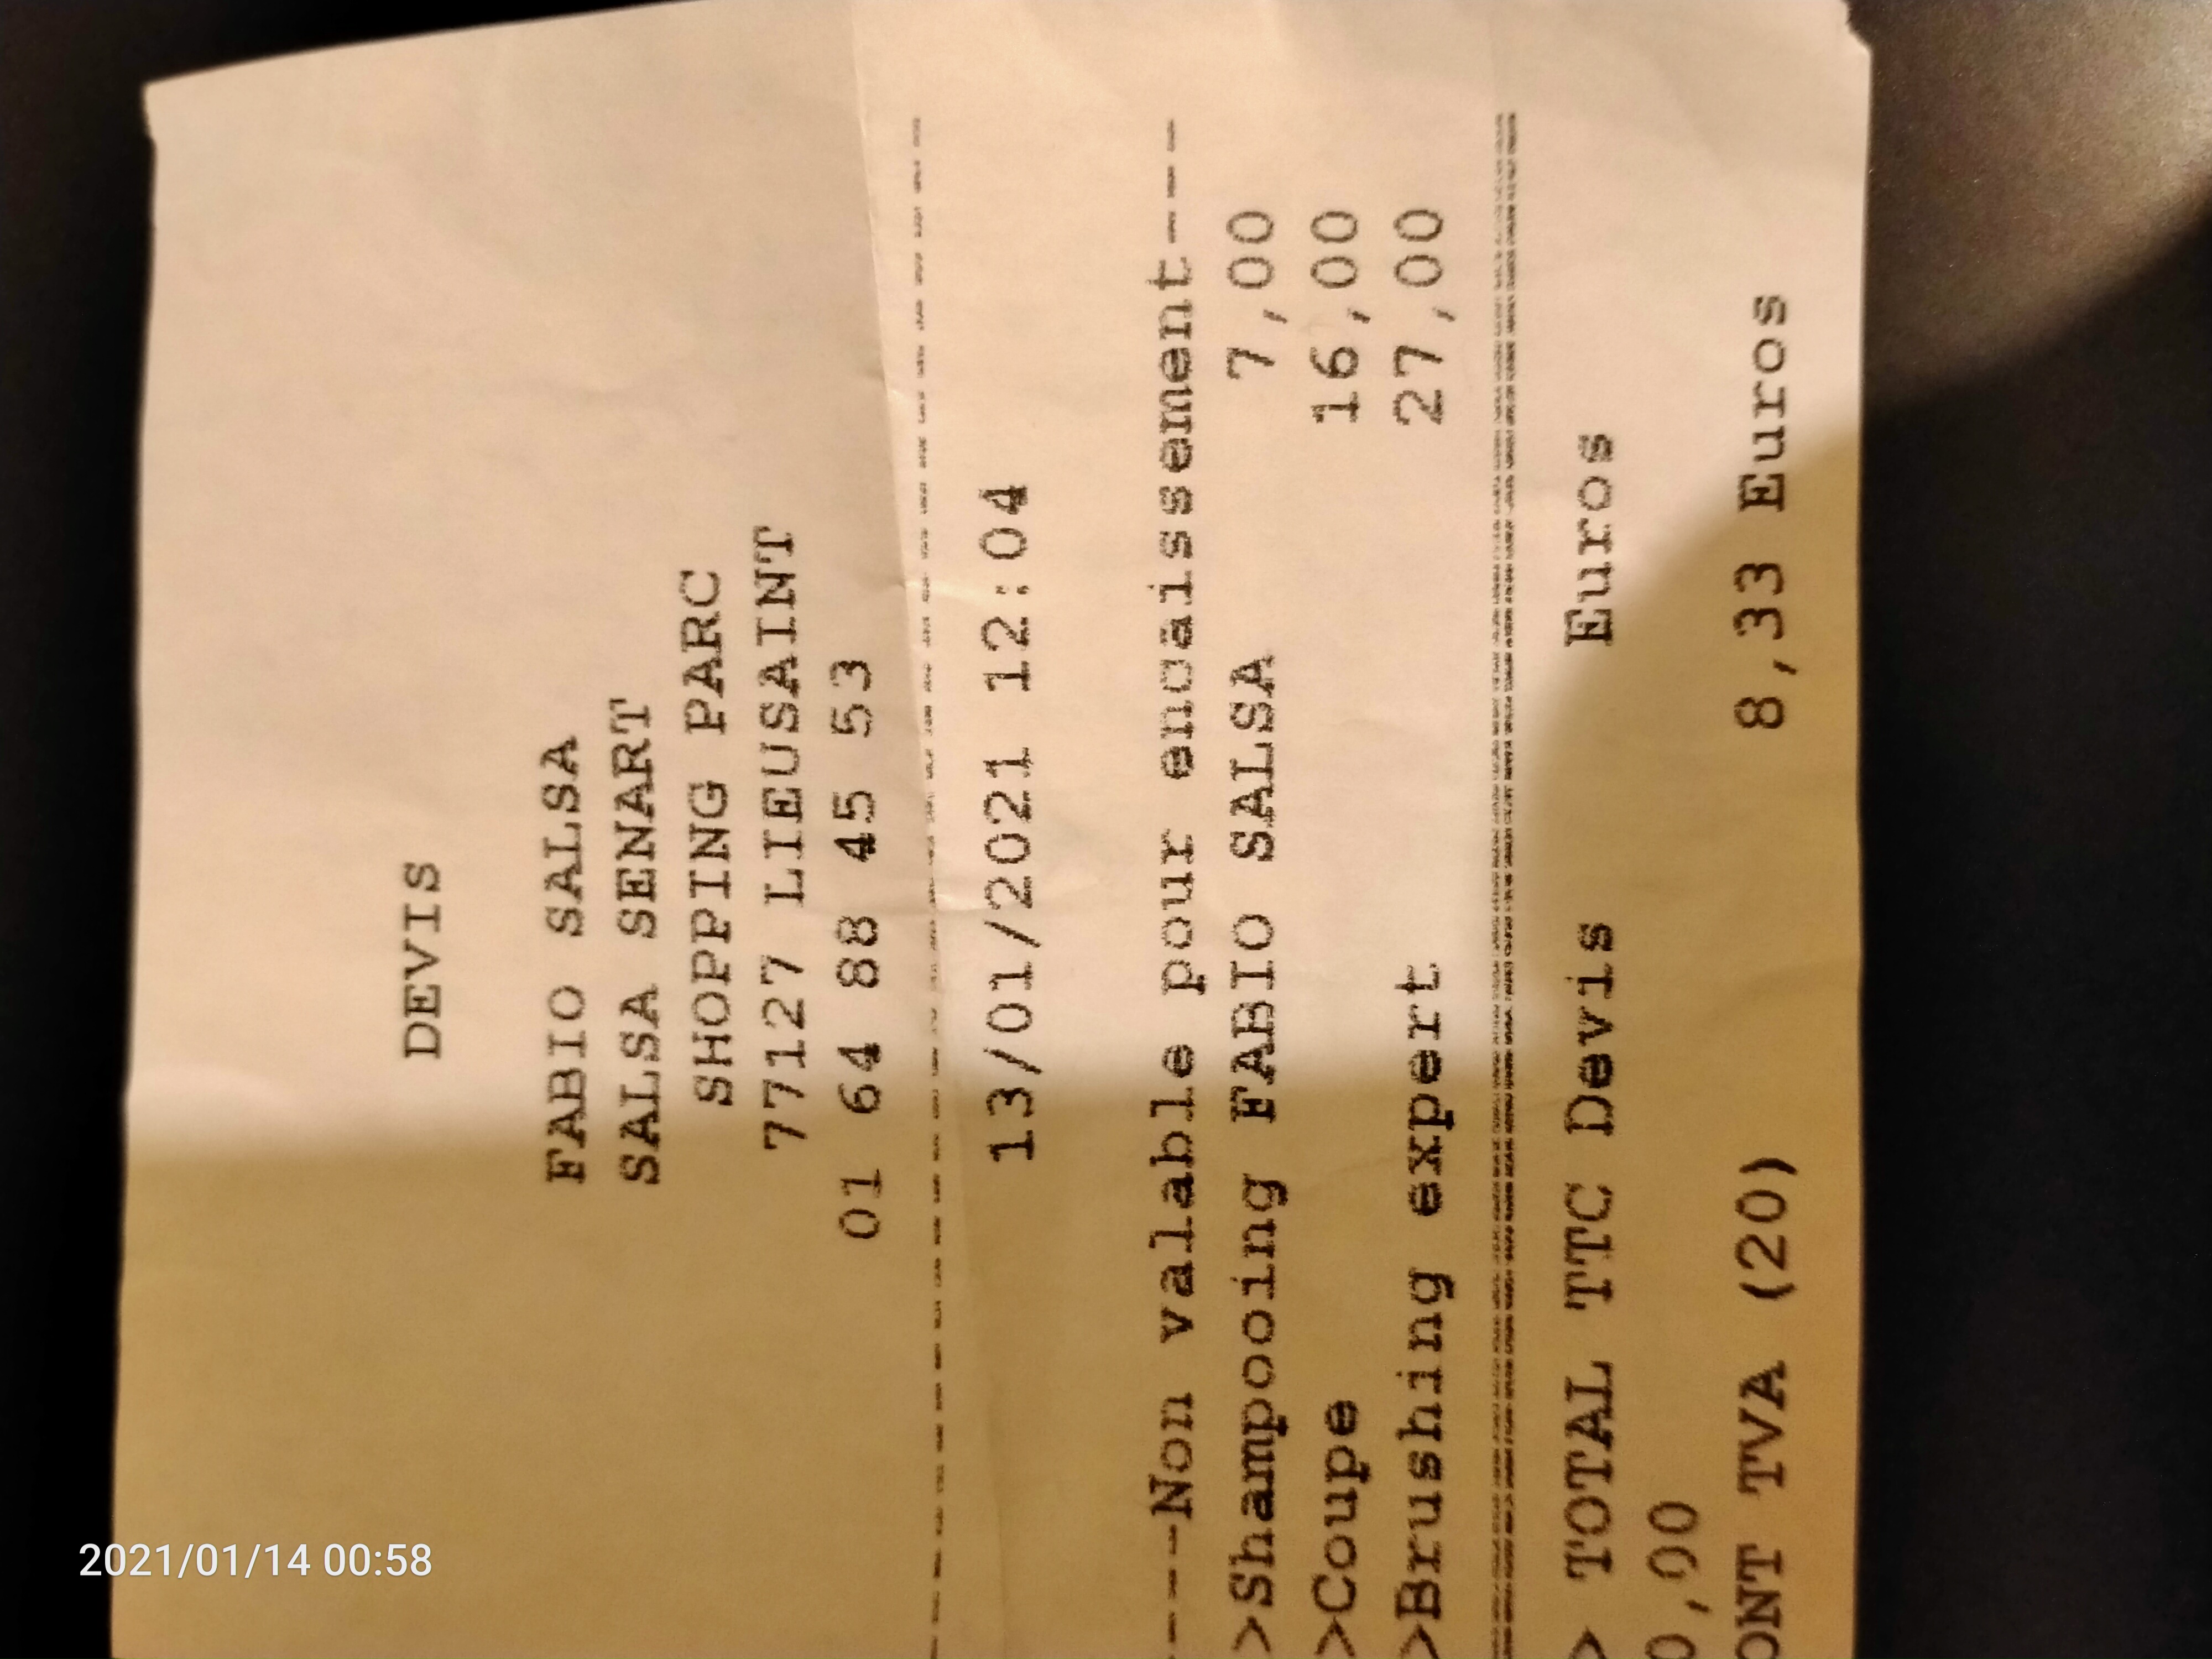 DEVIS
FABIO SALSA
SALSA SENART
SHOPPING PARC
77127 LIEUSAINT
01 64 88 45 53
13/01/2021 12:04
----Non valable pour encaissement---
>Shampooing FABIO SALSA 7,00
>Coupe 16,00
>Brushing expert 27,00
> TOTAL TTC Devis Euros
0,00
ONT TVA (20) 8,33 Euros
2021/01/14 00:58